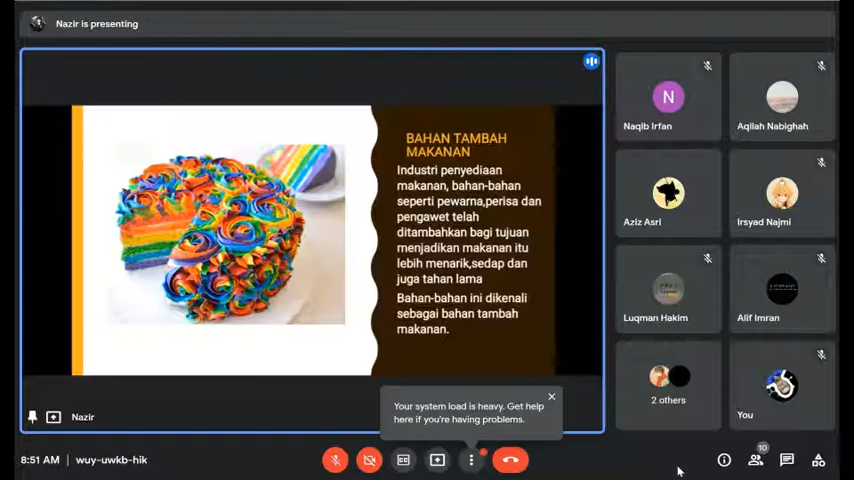 Nazir is presenting
BAHAN TAMBAH
MAKANAN
Industri penyediaan
makanan, bahan-bahan
seperti pewarna,perisa dan
pengawet telah
ditambahkan bagi tujuan
menjadikan makanan itu
lebih menarik,sedap dan
juga tahan lama
Bahan-bahan ini dikenali
sebagai bahan tambah
makanan.
N
Naqib Irfan
Aqilah Nabighah
Aziz Asri
Irsyad Najmi
Luqman Hakim
Alif Imran
2 others
You
Nazir
Your system load is heavy. Get help
here if you're having problems.
8:51 AM | wuy-uwkb-hik
10